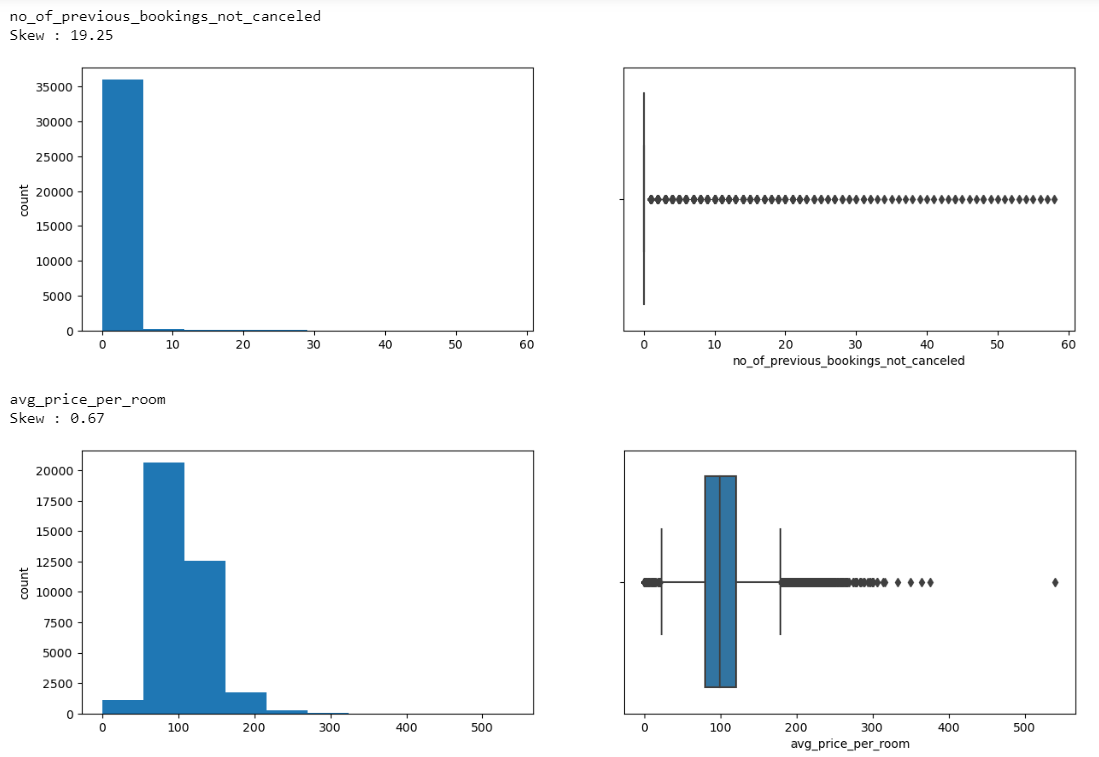 no_of_previous_bookings_not_canceled
Skew : 19.25
count
35000
30000
25000
20000
15000
10000
5000
0
0 10 20 30 40 50 60
0 10 20 30 40 50 60
no_of_previous_bookings_not_canceled
avg_price_per_room
Skew : 0.67
count
20000
17500
15000
12500
10000
7500
5000
2500
0
0 100 200 300 400 500
0 100 200 300 400 500
avg_price_per_room